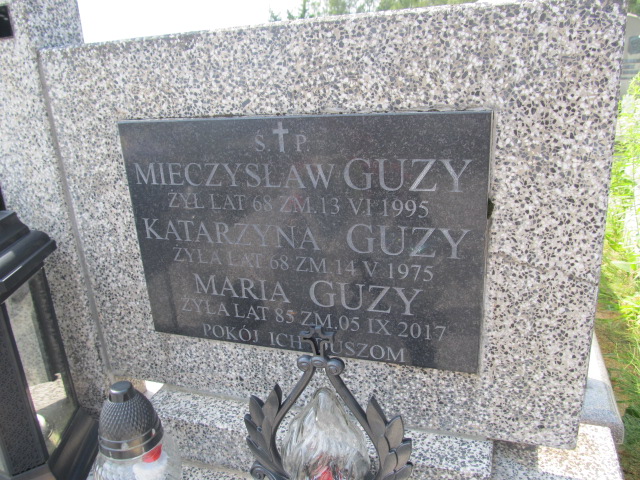 Ś † P.
MIECZYSŁAW GUZY
ŻYŁ LAT 68 ZM. 13 VI 1995
KATARZYNA GUZY
ŻYŁA LAT 68 ZM. 14 V 1975
MARIA GUZY
ŻYŁA LAT 85 ZM. 05 IX 2017
POKÓJ ICH DUSZOM